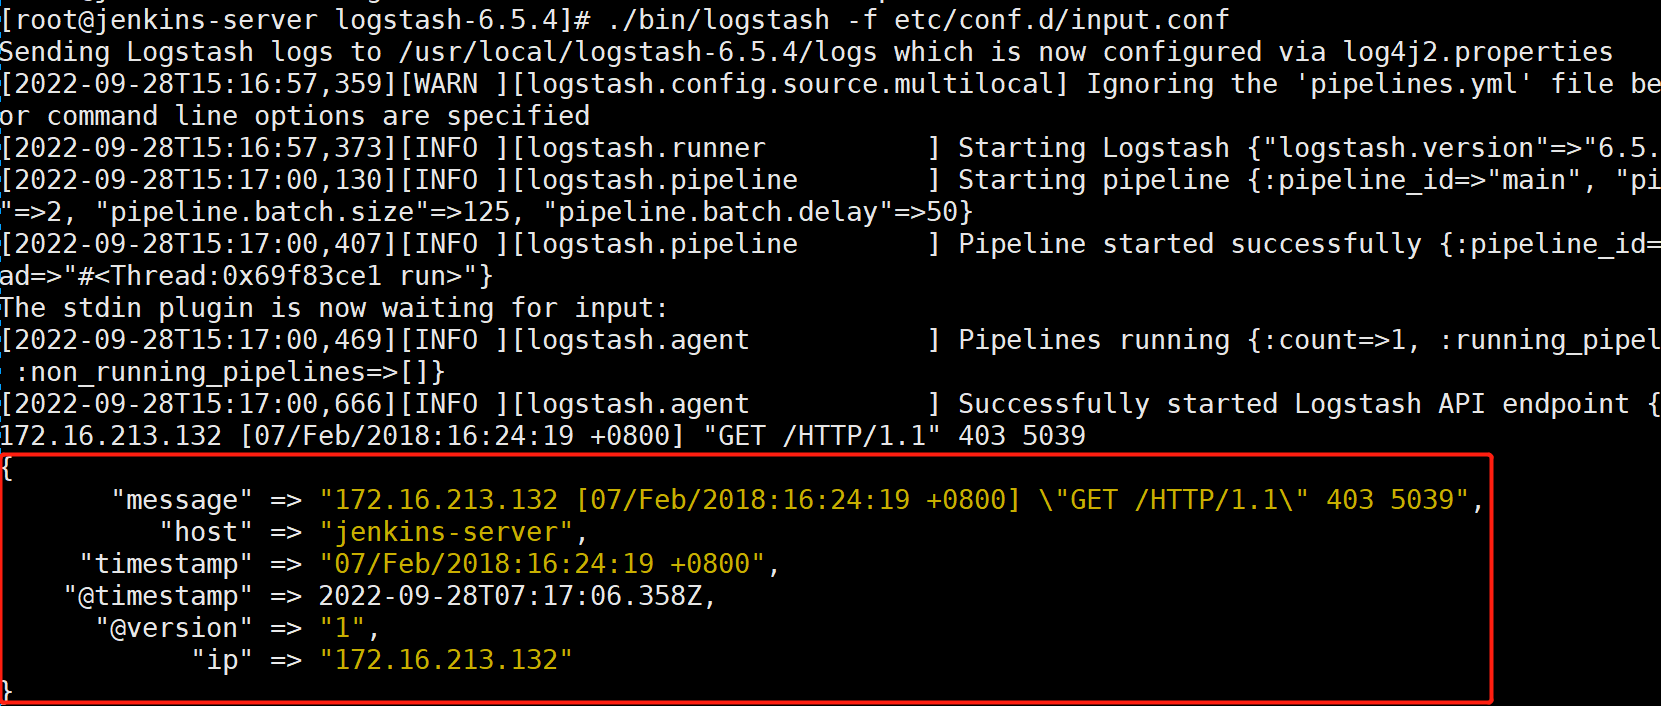 [root@jenkins-server logstash-6.5.4]# ./bin/logstash -f etc/conf.d/input.conf
Sending Logstash logs to /usr/local/logstash-6.5.4/logs which is now configured via log4j2.properties
[2022-09-28T15:16:57,359][WARN ][logstash.config.source.multilocal] Ignoring the 'pipelines.yml' file be
or command line options are specified
[2022-09-28T15:16:57,373][INFO ][logstash.runner          ] Starting Logstash {"logstash.version"=>"6.5.
[2022-09-28T15:17:00,130][INFO ][logstash.pipeline        ] Starting pipeline {:pipeline_id=>"main", "pi
"=>2, "pipeline.batch.size"=>125, "pipeline.batch.delay"=>50}
[2022-09-28T15:17:00,407][INFO ][logstash.pipeline        ] Pipeline started successfully {:pipeline_id=
ad=>"#<Thread:0x69f83ce1 run>"}
The stdin plugin is now waiting for input:
[2022-09-28T15:17:00,469][INFO ][logstash.agent           ] Pipelines running {:count=>1, :running_pipel
 :non_running_pipelines=>[]}
[2022-09-28T15:17:00,666][INFO ][logstash.agent           ] Successfully started Logstash API endpoint {
172.16.213.132 [07/Feb/2018:16:24:19 +0800] "GET /HTTP/1.1" 403 5039
{
       "message" => "172.16.213.132 [07/Feb/2018:16:24:19 +0800] \"GET /HTTP/1.1\" 403 5039",
          "host" => "jenkins-server",
     "timestamp" => "07/Feb/2018:16:24:19 +0800",
    "@timestamp" => 2022-09-28T07:17:06.358Z,
      "@version" => "1",
            "ip" => "172.16.213.132"
}